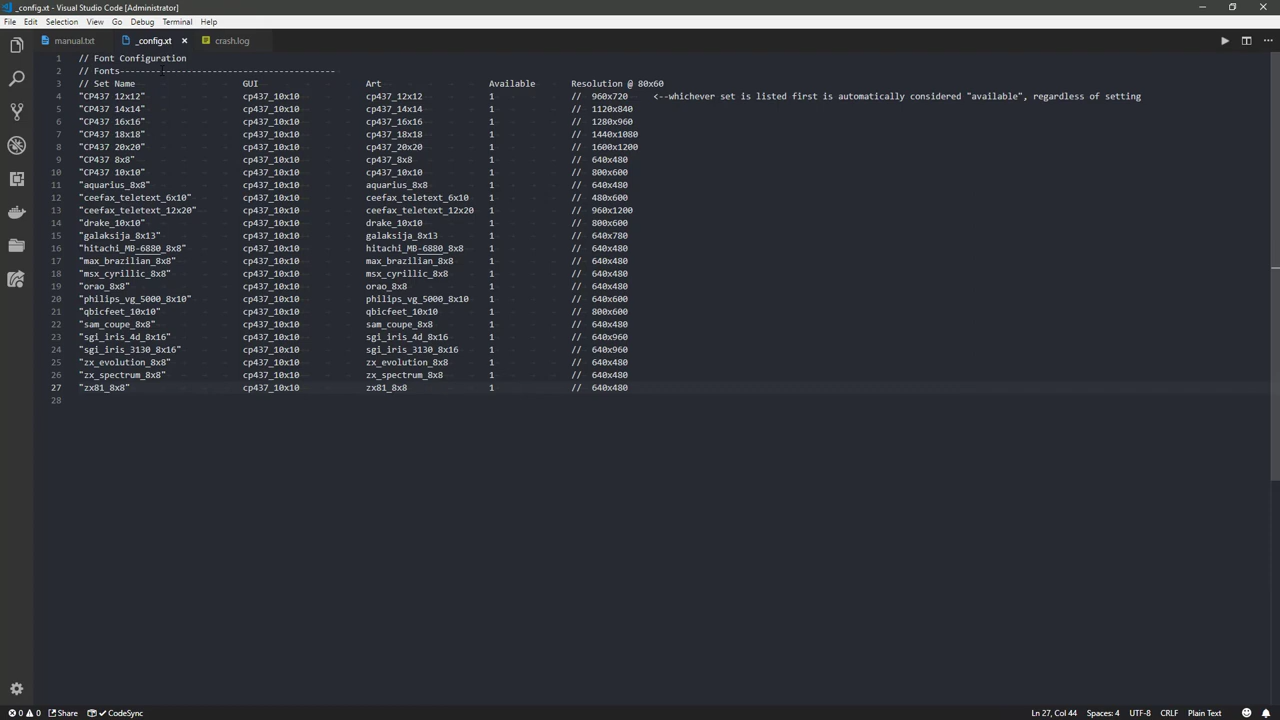 _config.xt - Visual Studio Code [Administrator]
File Edit Selection View Go Debug Terminal Help
manual.txt _config.xt crash.log
1 // Font Configuration
2 // Fonts------------------------------------------
3 // Set Name GUI Art Available Resolution @ 80x60
4 "CP437 12x12" cp437_10x10 cp437_12x12 1 // 960x720 <--whichever set is listed first is automatically considered "available", regardless of setting
5 "CP437 14x14" cp437_10x10 cp437_14x14 1 // 1120x840
6 "CP437 16x16" cp437_10x10 cp437_16x16 1 // 1280x960
7 "CP437 18x18" cp437_10x10 cp437_18x18 1 // 1440x1080
8 "CP437 20x20" cp437_10x10 cp437_20x20 1 // 1600x1200
9 "CP437 8x8" cp437_10x10 cp437_8x8 1 // 640x480
10 "CP437 10x10" cp437_10x10 cp437_10x10 1 // 800x600
11 "aquarius_8x8" cp437_10x10 aquarius_8x8 1 // 640x480
12 "ceefax_teletext_6x10" cp437_10x10 ceefax_teletext_6x10 1 // 480x600
13 "ceefax_teletext_12x20" cp437_10x10 ceefax_teletext_12x20 1 // 960x1200
14 "drake_10x10" cp437_10x10 drake_10x10 1 // 800x600
15 "galaksija_8x13" cp437_10x10 galaksija_8x13 1 // 640x780
16 "hitachi_MB-6880_8x8" cp437_10x10 hitachi_MB-6880_8x8 1 // 640x480
17 "max_brazilian_8x8" cp437_10x10 max_brazilian_8x8 1 // 640x480
18 "msx_cyrillic_8x8" cp437_10x10 msx_cyrillic_8x8 1 // 640x480
19 "orao_8x8" cp437_10x10 orao_8x8 1 // 640x480
20 "philips_vg_5000_8x10" cp437_10x10 philips_vg_5000_8x10 1 // 640x600
21 "qbicfeet_10x10" cp437_10x10 qbicfeet_10x10 1 // 800x600
22 "sam_coupe_8x8" cp437_10x10 sam_coupe_8x8 1 // 640x480
23 "sgi_iris_4d_8x16" cp437_10x10 sgi_iris_4d_8x16 1 // 640x960
24 "sgi_iris_3130_8x16" cp437_10x10 sgi_iris_3130_8x16 1 // 640x960
25 "zx_evolution_8x8" cp437_10x10 zx_evolution_8x8 1 // 640x480
26 "zx_spectrum_8x8" cp437_10x10 zx_spectrum_8x8 1 // 640x480
27 "zx81_8x8" cp437_10x10 zx81_8x8 1 // 640x480
28
0 0 Share CodeSync Ln 27, Col 44 Spaces: 4 UTF-8 CRLF Plain Text